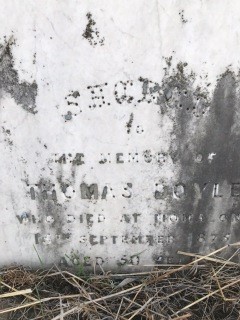 SACRED
TO
THE MEMORY OF
THOMAS DOYLE
WHO DIED AT
SEPTEMBER
AGED 50